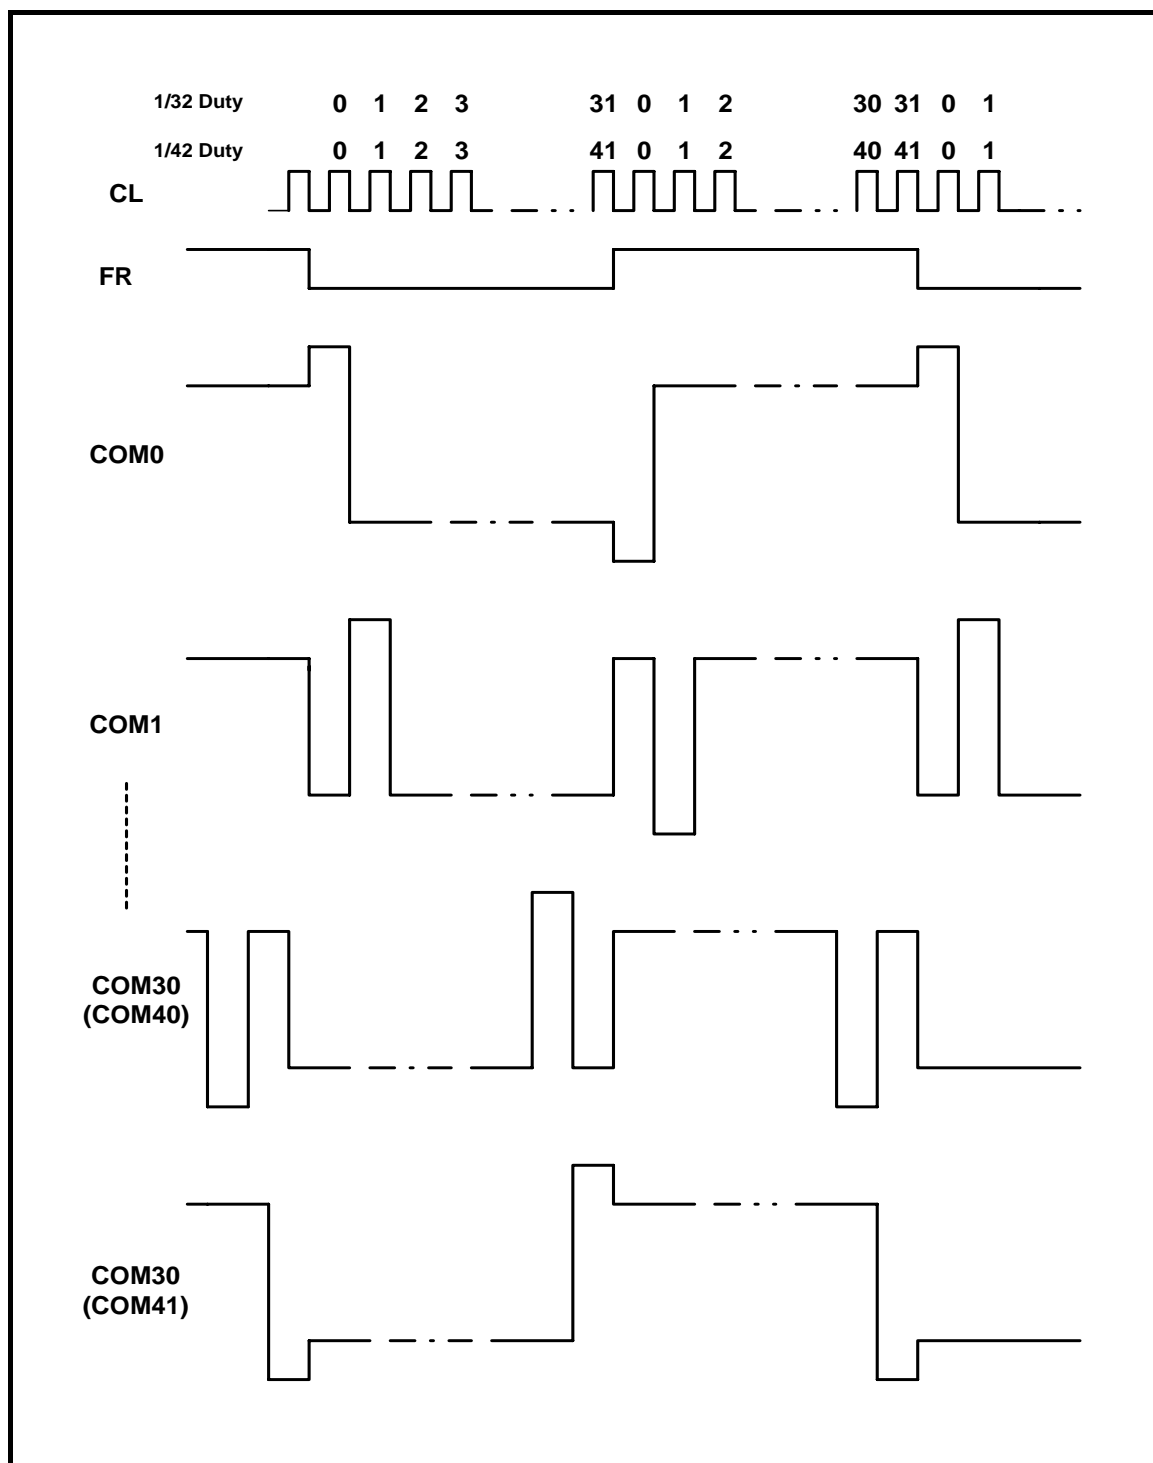 1/32 Duty 0 1 2 3 31 0 1 2 30 31 0 1
1/42 Duty 0 1 2 3 41 0 1 2 40 41 0 1
CL
FR
COM0
COM1
COM30
(COM40)
COM30
(COM41)